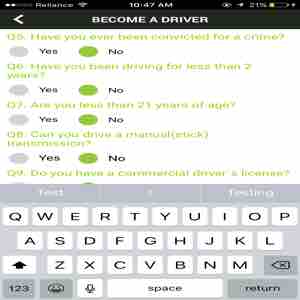 Reliance 10:47 AM 21%
BECOME A DRIVER
Q5. Have you ever been convicted for a crime?
Yes No
Q6. Have you been driving for less than 2
years?
Yes No
Q7. Are you less than 21 years of age?
Yes No
Q8. Can you drive a manual(stick)
transmission?
Yes No
Q9. Do you have a commercial driver's license?
Test I Testing
Q W E R T Y U I O P
A S D F G H J K L
Z X C V B N M
123 space return